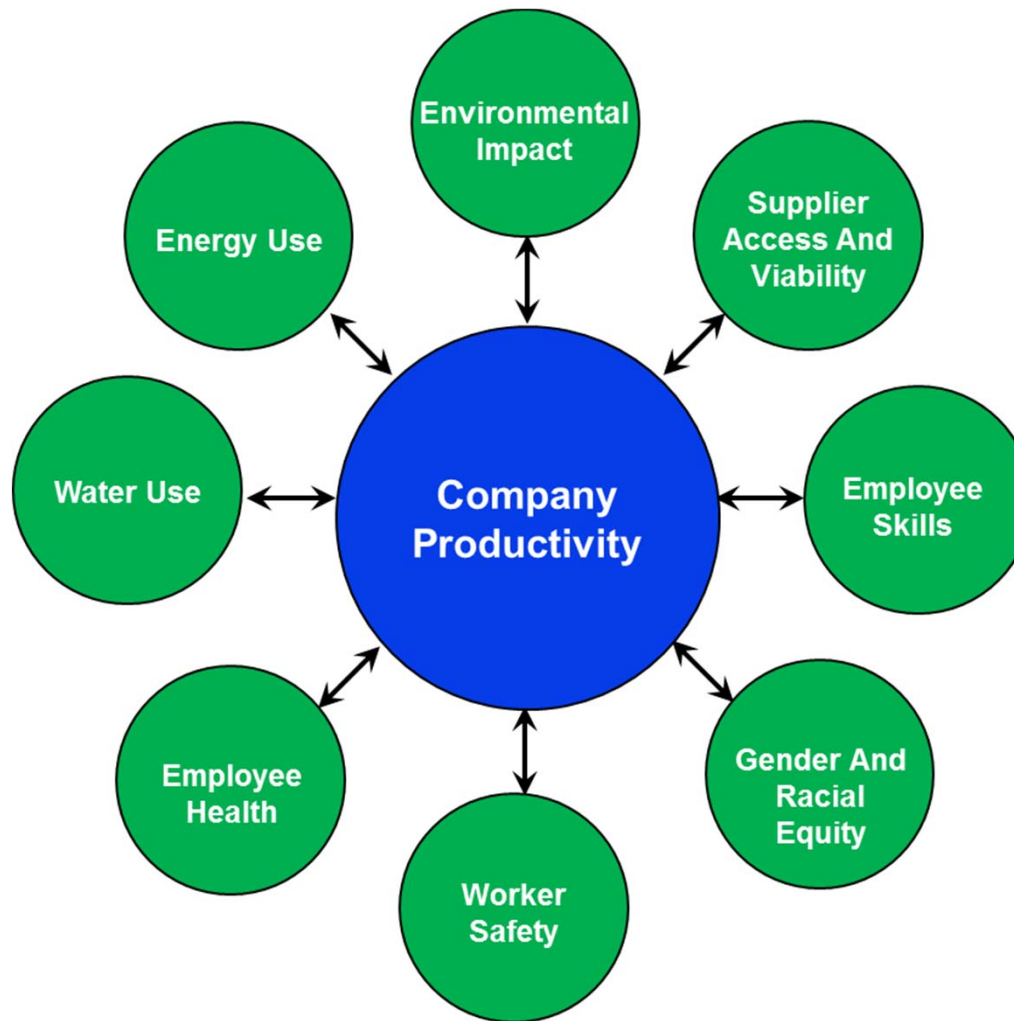 Environmental
Impact
Supplier
Access And
Viability
Energy Use
Company
Productivity
Water Use
Employee
Skills
Employee
Health
Gender And
Racial
Equity
Worker
Safety